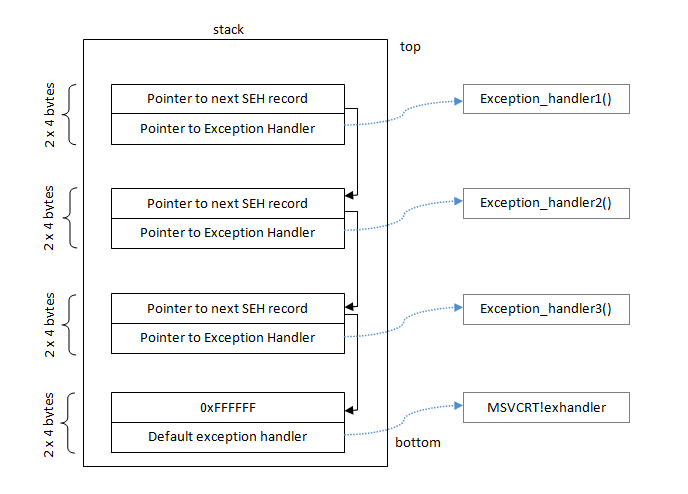 stack
top
2 x 4 bytes
Pointer to next SEH record
Pointer to Exception Handler
Exception_handler1()
2 x 4 bytes
Pointer to next SEH record
Pointer to Exception Handler
Exception_handler2()
2 x 4 bytes
Pointer to next SEH record
Pointer to Exception Handler
Exception_handler3()
2 x 4 bytes
0xFFFFFF
Default exception handler
MSVCRT!exhandler
bottom